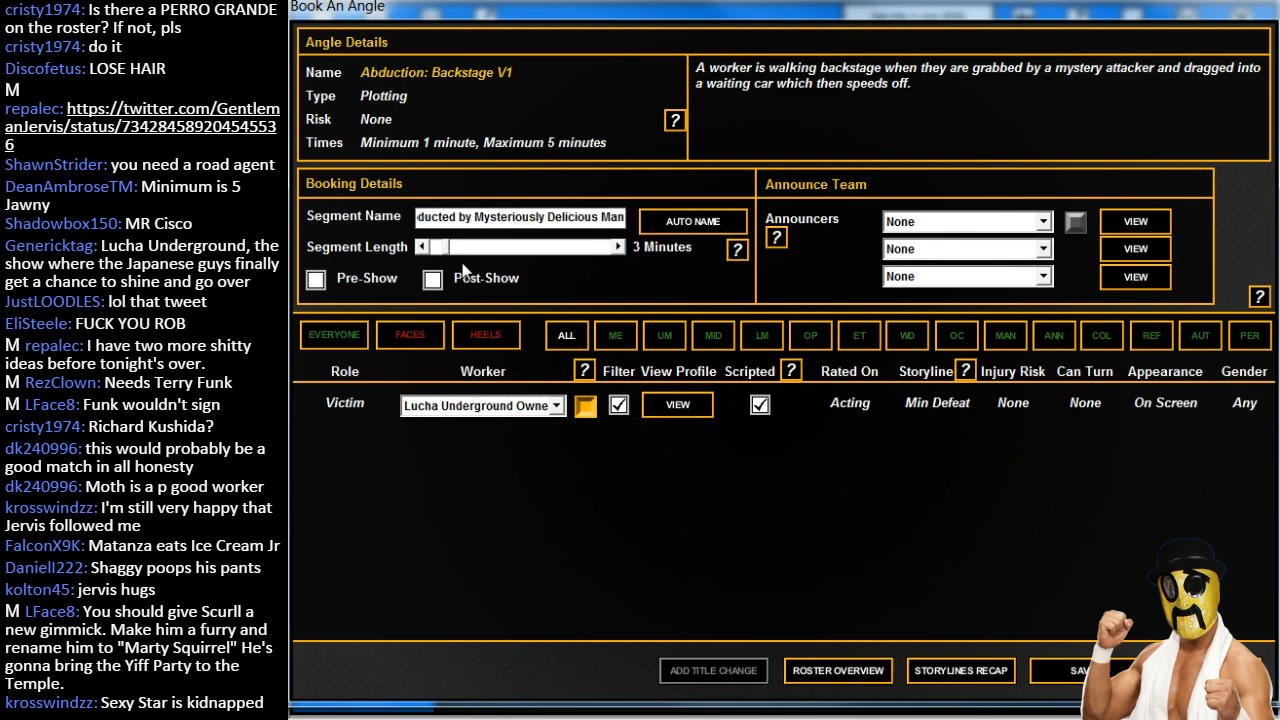 cristy1974: Is there a PERRO GRANDE
on the roster? If not, pls
cristy1974: do it
Discofetus: LOSE HAIR
M
repalec: https://twitter.com/Gentlem
anJervis/status/73428458920454553
6
ShawnStrider: you need a road agent
DeanAmbroseTM: Minimum is 5
Jawny
Shadowbox150: MR Cisco
Genericktag: Lucha Underground, the
show where the Japanese guys finally
get a chance to shine and go over
JustLOODLES: lol that tweet
EliSteele: FUCK YOU ROB
M repalec: I have two more shitty
ideas before tonight's over.
M RezClown: Needs Terry Funk
M LFace8: Funk wouldn't sign
cristy1974: Richard Kushida?
dk240996: this would probably be a
good match in all honesty
dk240996: Moth is a p good worker
krosswindzz: I'm still very happy that
Jervis followed me
FalconX9K: Matanza eats Ice Cream Jr
DanielI222: Shaggy poops his pants
kolton45: jervis hugs
M LFace8: You should give Scurll a
new gimmick. Make him a furry and
rename him to "Marty Squirrel" He's
gonna bring the Yiff Party to the
Temple.
krosswindzz: Sexy Star is kidnapped
Book An Angle
Angle Details
Name Abduction: Backstage V1
Type Plotting
Risk None ?
Times Minimum 1 minute, Maximum 5 minutes
A worker is walking backstage when they are grabbed by a mystery attacker and dragged into
a waiting car which then speeds off.
Booking Details
Segment Name ducted by Mysteriously Delicious Man AUTO NAME
Segment Length 3 Minutes ?
Pre-Show Post-Show
Announce Team
Announcers None VIEW
? None VIEW
None VIEW
?
EVERYONE FACES HEELS ALL ME UM MID LM OP ET WD OC MAN ANN COL REF AUT PER
Role Worker ? Filter View Profile Scripted ? Rated On Storyline ? Injury Risk Can Turn Appearance Gender
Victim Lucha Underground Owne VIEW Acting Min Defeat None None On Screen Any
ADD TITLE CHANGE ROSTER OVERVIEW STORYLINES RECAP SAV